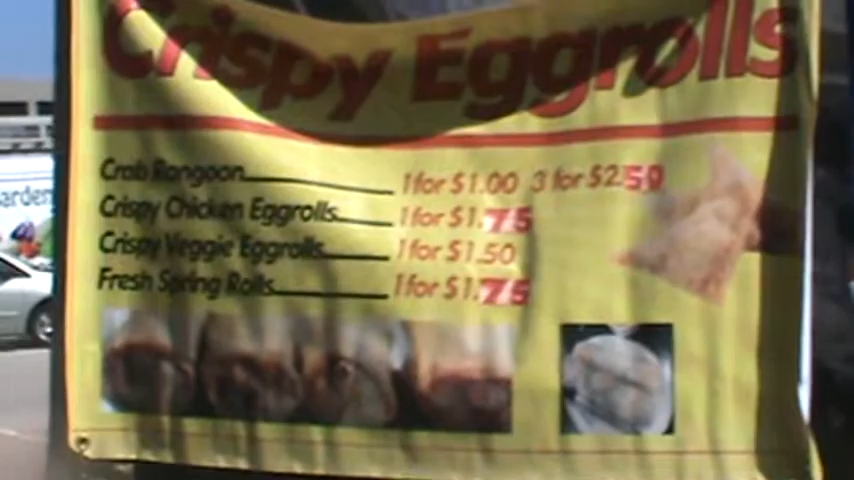 Crispy Eggrolls
Crab Rangoon 1 for $1.00 3 for $2.50
Crispy Chicken Eggrolls 1 for $1.75
Crispy Veggie Eggrolls 1 for $1.50
Fresh Spring Rolls 1 for $1.75
arden